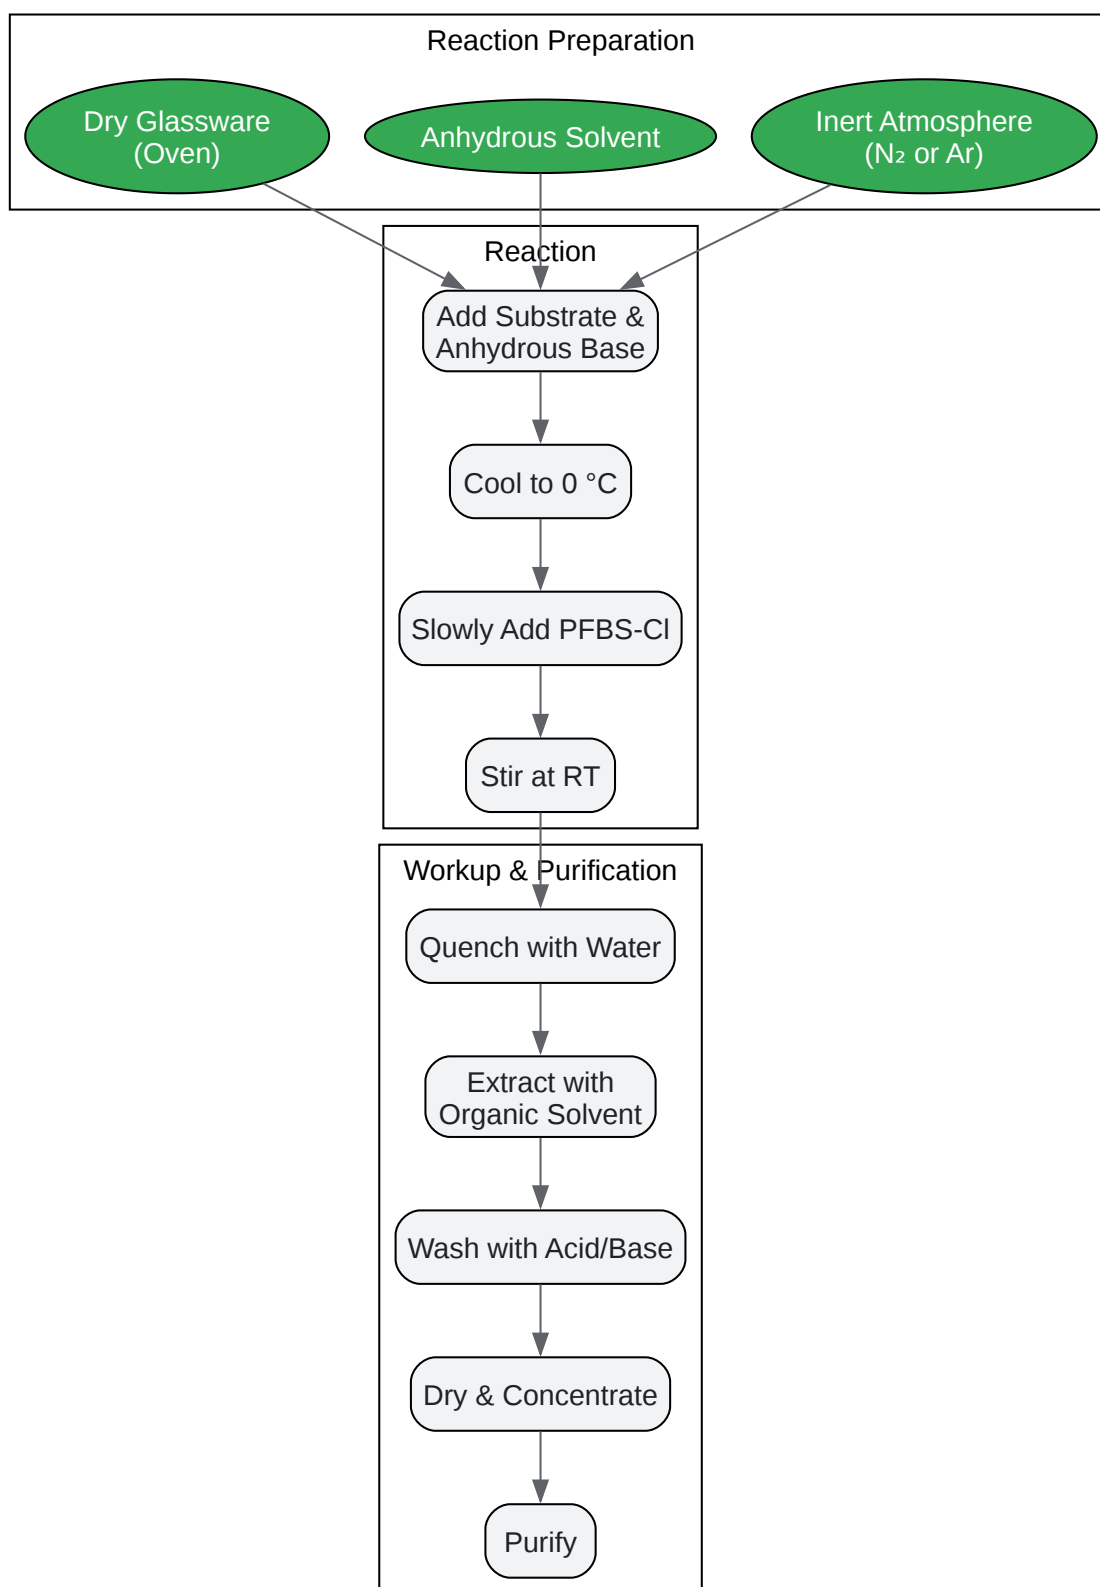 Reaction Preparation
Dry Glassware
(Oven)
Anhydrous Solvent
Inert Atmosphere
(N₂ or Ar)
Reaction
Add Substrate &
Anhydrous Base
Cool to 0 °C
Slowly Add PFBS-Cl
Stir at RT
Workup & Purification
Quench with Water
Extract with
Organic Solvent
Wash with Acid/Base
Dry & Concentrate
Purify